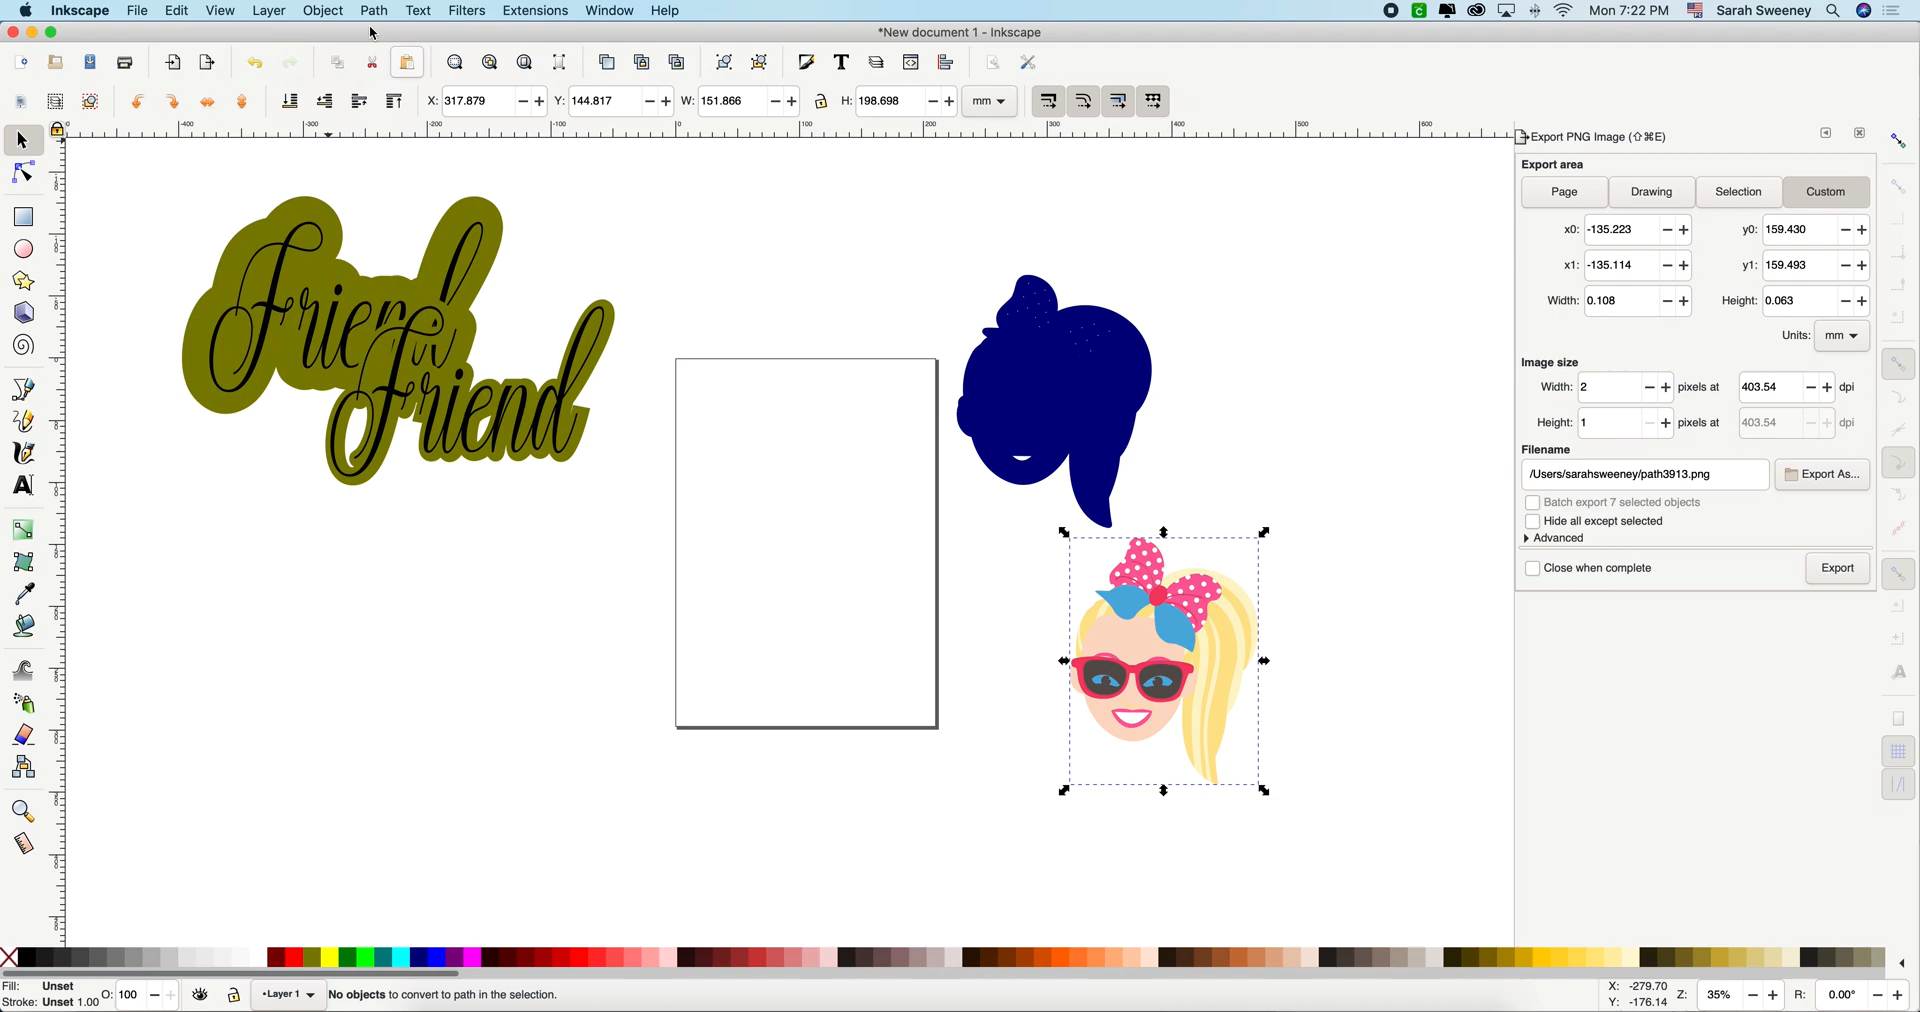 Inkscape File Edit View Layer Object Path Text Filters Extensions Window Help Mon 7:22 PM Sarah Sweeney
*New document 1 - Inkscape
X: 317.879 Y: 144.817 W: 151.866 H: 198.698 mm
Export PNG Image (⇧⌘E)
Export area
Page Drawing Selection Custom
x0: -135.223 y0: 159.430
x1: -135.114 y1: 159.493
Width: 0.108 Height: 0.063
Units: mm
Image size
Width: 2 pixels at 403.54 dpi
Height: 1 pixels at 403.54 dpi
Filename
/Users/sarahsweeney/path3913.png Export As...
Batch export 7 selected objects
Hide all except selected
Advanced
Close when complete Export
Friend
Friend
Fill: Unset
Stroke: Unset 1.00 O: 100 •Layer 1 No objects to convert to path in the selection.
X: -279.70
Y: -176.14 Z: 35% R: 0.00°